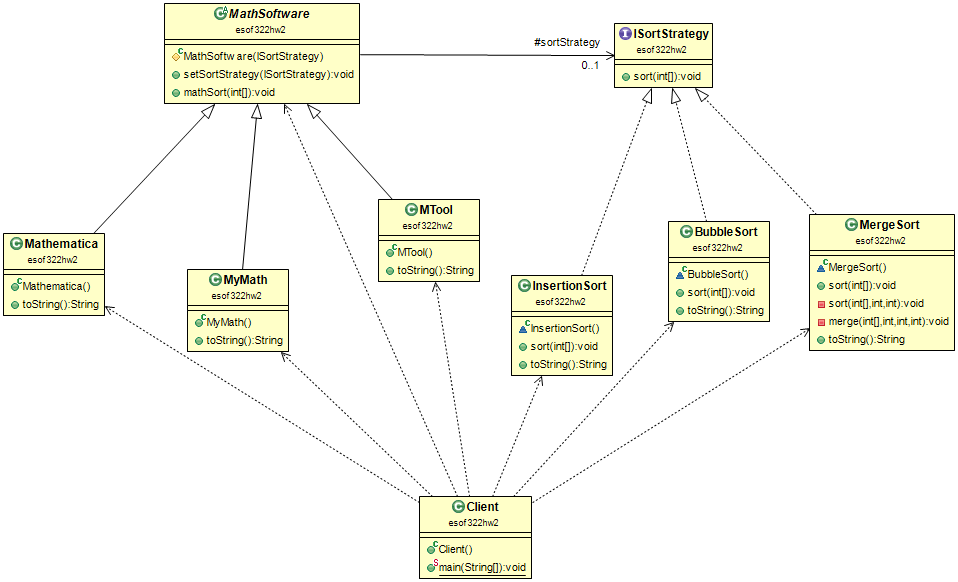 MathSoftware
esof322hw2
MathSoftware(ISortStrategy)
setSortStrategy(ISortStrategy):void
mathSort(int[]):void
#sortStrategy
0..1
ISortStrategy
esof322hw2
sort(int[]):void
Mathematica
esof322hw2
Mathematica()
toString():String
MyMath
esof322hw2
MyMath()
toString():String
MTool
esof322hw2
MTool()
toString():String
InsertionSort
esof322hw2
InsertionSort()
sort(int[]):void
toString():String
BubbleSort
esof322hw2
BubbleSort()
sort(int[]):void
toString():String
MergeSort
esof322hw2
MergeSort()
sort(int[]):void
sort(int[],int,int):void
merge(int[],int,int,int):void
toString():String
Client
esof322hw2
Client()
main(String[]):void